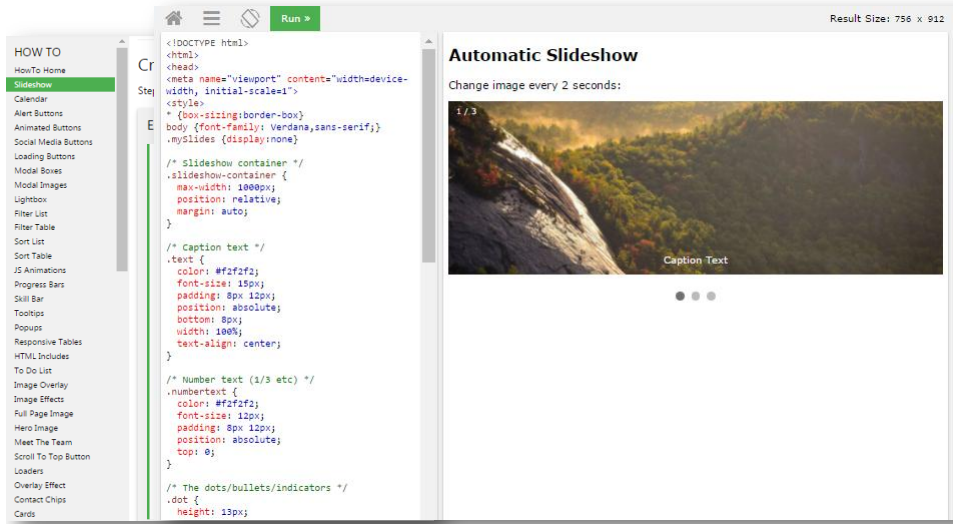 Run »
Result Size: 756 x 912
HOW TO
HowTo Home
Slideshow
Calendar
Alert Buttons
Animated Buttons
Social Media Buttons
Loading Buttons
Modal Boxes
Modal Images
Lightbox
Filter List
Filter Table
Sort List
Sort Table
JS Animations
Progress Bars
Skill Bar
Tooltips
Popups
Responsive Tables
HTML Includes
To Do List
Image Overlay
Image Effects
Full Page Image
Hero Image
Meet The Team
Scroll To Top Button
Loaders
Overlay Effect
Contact Chips
Cards
Cr
Step
E
<!DOCTYPE html>
<html>
<head>
<meta name="viewport" content="width=device-
width, initial-scale=1">
<style>
* {box-sizing:border-box}
body {font-family: Verdana,sans-serif;}
.mySlides {display:none}
/* Slideshow container */
.slideshow-container {
max-width: 1000px;
position: relative;
margin: auto;
}
/* Caption text */
.text {
color: #f2f2f2;
font-size: 15px;
padding: 8px 12px;
position: absolute;
bottom: 8px;
width: 100%;
text-align: center;
}
/* Number text (1/3 etc) */
.numbertext {
color: #f2f2f2;
font-size: 12px;
padding: 8px 12px;
position: absolute;
top: 0;
}
/* The dots/bullets/indicators */
.dot {
height: 13px;
Automatic Slideshow
Change image every 2 seconds:
1 / 3
Caption Text